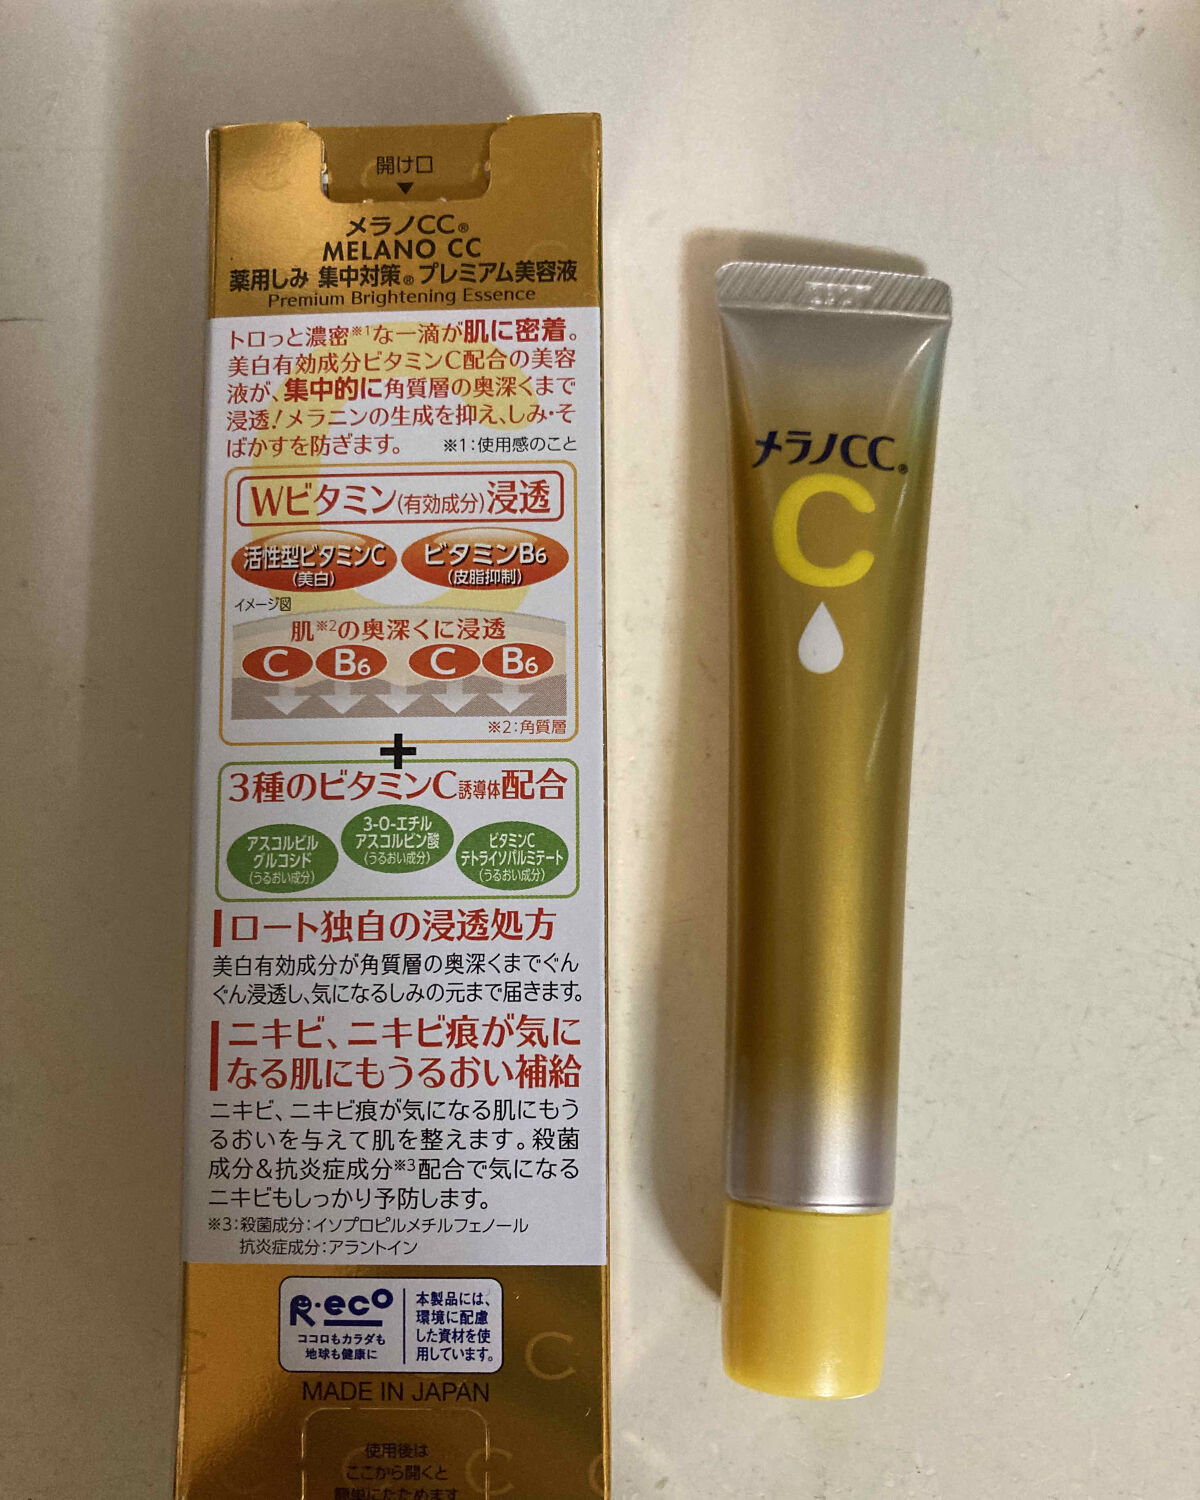 開け口
メラノCC®
MELANO CC
薬用しみ 集中対策® プレミアム美容液
Premium Brightening Essence
トロっと濃密※1な一滴が肌に密着。
美白有効成分ビタミンC配合の美容
液が、集中的に角質層の奥深くまで
浸透!メラニンの生成を抑え、しみ・そ
ばかすを防ぎます。 ※1:使用感のこと
Wビタミン(有効成分)浸透
活性型ビタミンC
(美白)
ビタミンB6
(皮脂抑制)
イメージ図
肌※2の奥深くに浸透
C B6 C B6
※2:角質層
+
3種のビタミンC誘導体配合
アスコルビル
グルコシド
(うるおい成分)
3-O-エチル
アスコルビン酸
(うるおい成分)
ビタミンC
テトライソパルミテート
(うるおい成分)
ロート独自の浸透処方
美白有効成分が角質層の奥深くまでぐん
ぐん浸透し、気になるしみの元まで届きます。
ニキビ、ニキビ痕が気に
なる肌にもうるおい補給
ニキビ、ニキビ痕が気になる肌にもう
るおいを与えて肌を整えます。殺菌
成分&抗炎症成分※3配合で気になる
ニキビもしっかり予防します。
※3:殺菌成分:イソプロピルメチルフェノール
抗炎症成分:アラントイン
R・eco
ココロもカラダも
地球も健康に
本製品には、
環境に配慮
した資材を使
用しています。
MADE IN JAPAN
使用後は
ここから開くと
簡単にたためます
メラノCC®
C